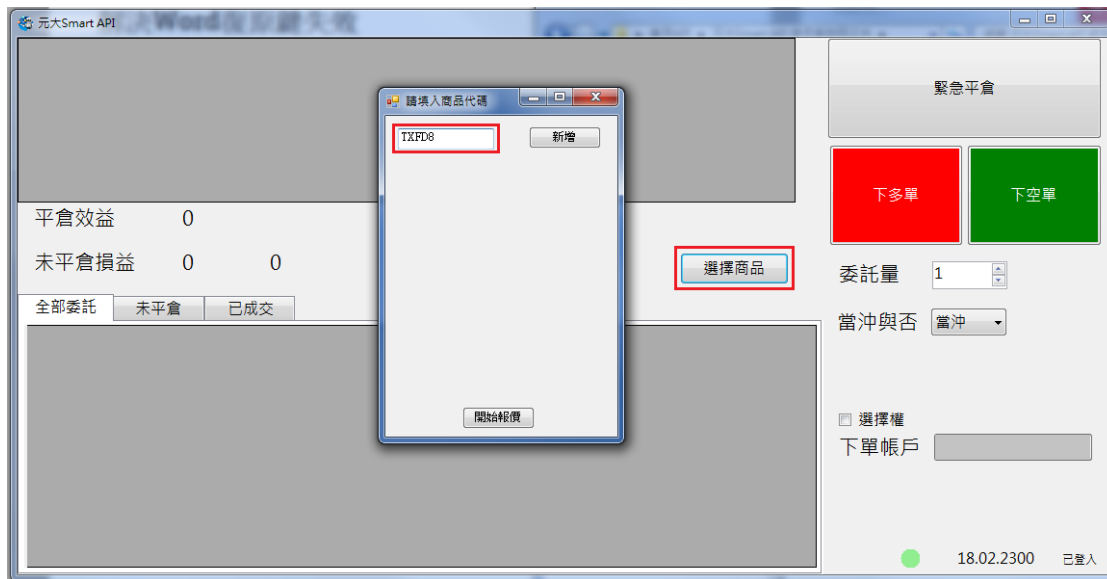 元大Smart API
緊急平倉
請填入商品代碼
TXFD8
新增
下多單
下空單
平倉效益 0
未平倉損益 0 0
選擇商品
委託量 1
全部委託 未平倉 已成交
當沖與否 當沖
開始報價
選擇權
下單帳戶
18.02.2300 已登入